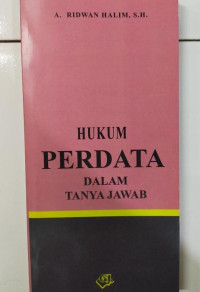 A. RIDWAN HALIM, S.H.
HUKUM
PERDATA
DALAM
TANYA JAWAB